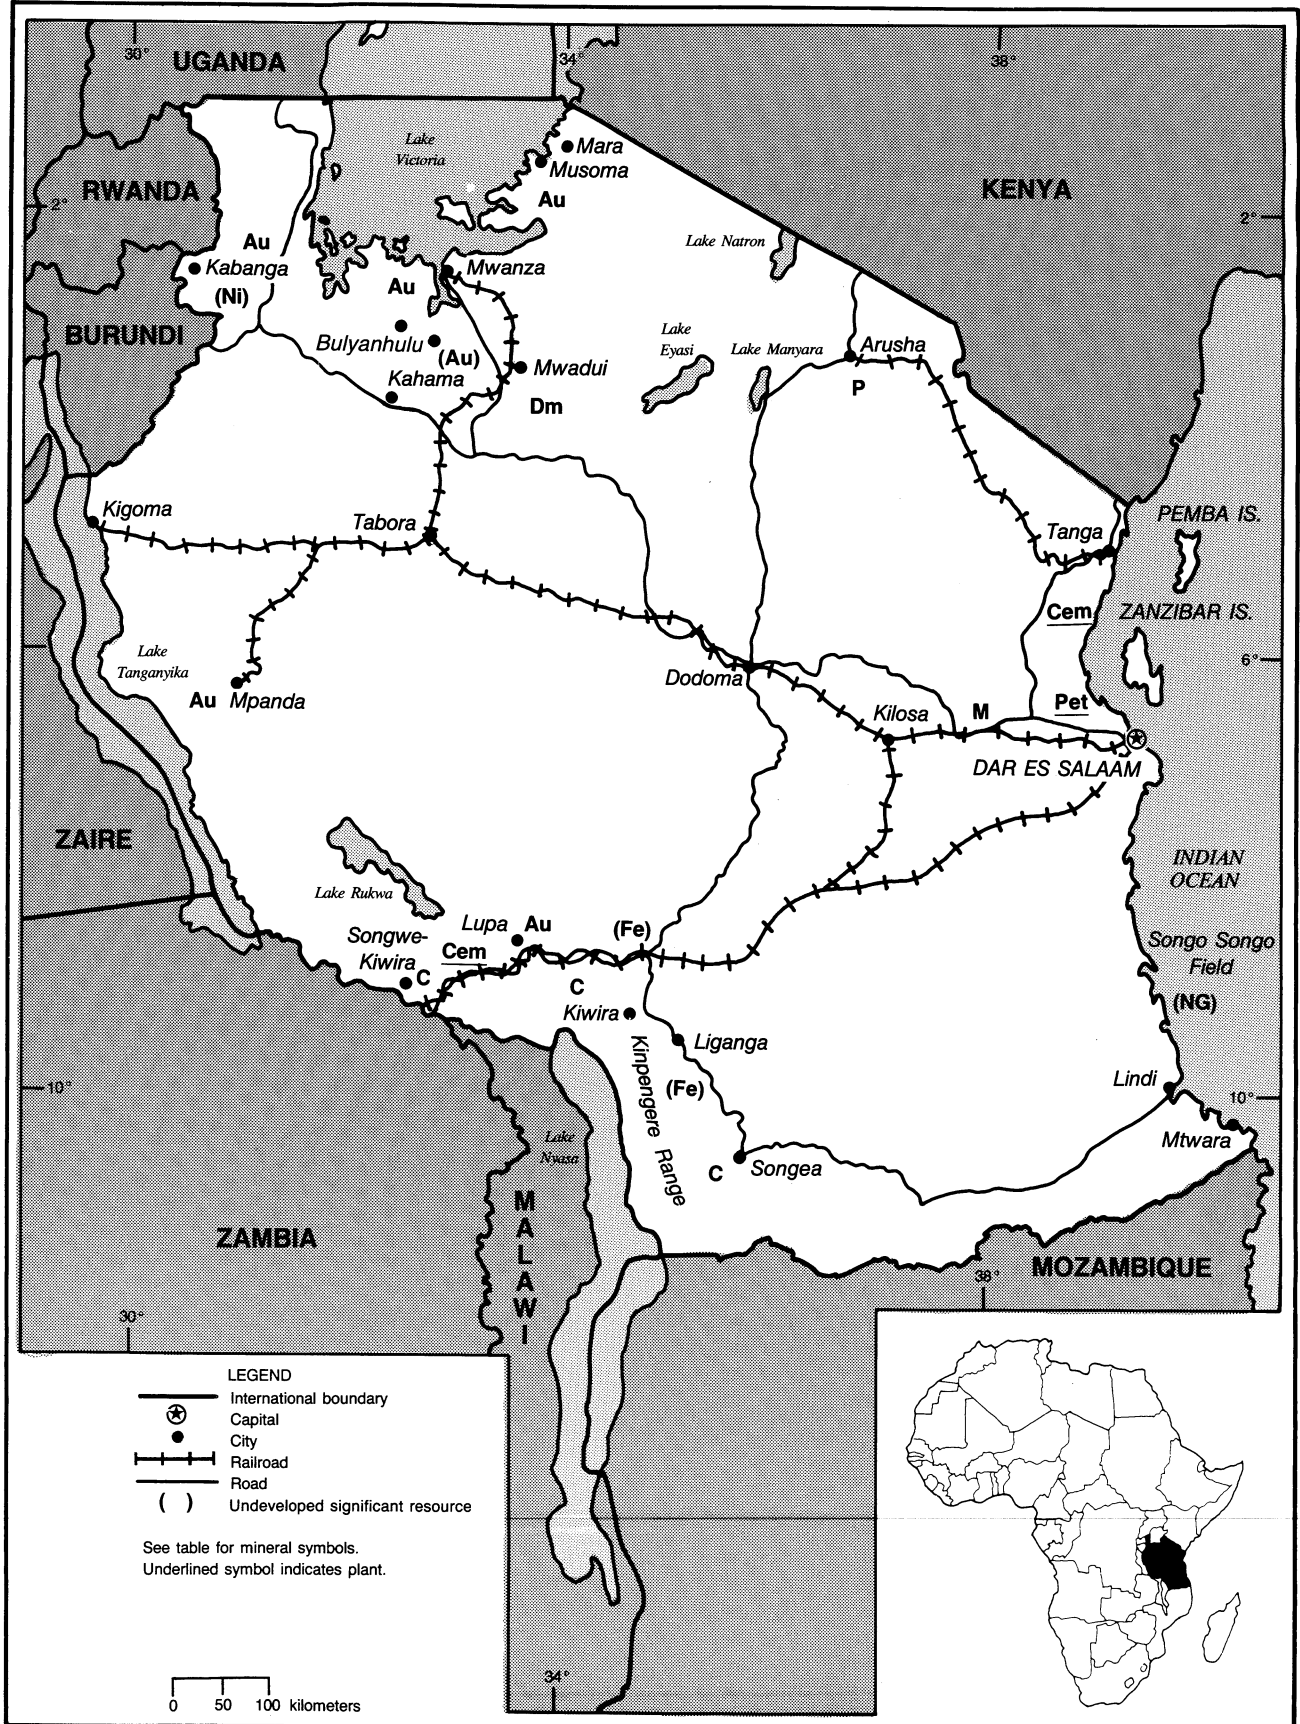 30°
34°
38°
UGANDA
Lake
Victoria
Mara
Musoma
Au
RWANDA
KENYA
2°
2°
Au
Kabanga
(Ni)
Lake Natron
Mwanza
Au
BURUNDI
Bulyanhulu
(Au)
Kahama
Mwadui
Dm
Lake
Eyasi
Lake Manyara
Arusha
P
Kigoma
Tabora
Tanga
PEMBA IS.
Cem
ZANZIBAR IS.
Lake
Tanganyika
6°
Au
Mpanda
Dodoma
Kilosa
M
Pet
DAR ES SALAAM
ZAIRE
INDIAN
OCEAN
Lake Rukwa
Lupa
Au
(Fe)
Songwe-
Kiwira
Cem
C
C
Songo Songo
Field
(NG)
Kiwira
Kinpengere Range
Liganga
(Fe)
10°
Lindi
10°
Mtwara
Lake
Nyasa
C
Songea
ZAMBIA
MALAWI
MOZAMBIQUE
38°
30°
LEGEND
International boundary
Capital
City
Railroad
Road
( ) Undeveloped significant resource
See table for mineral symbols.
Underlined symbol indicates plant.
34°
0 50 100 kilometers